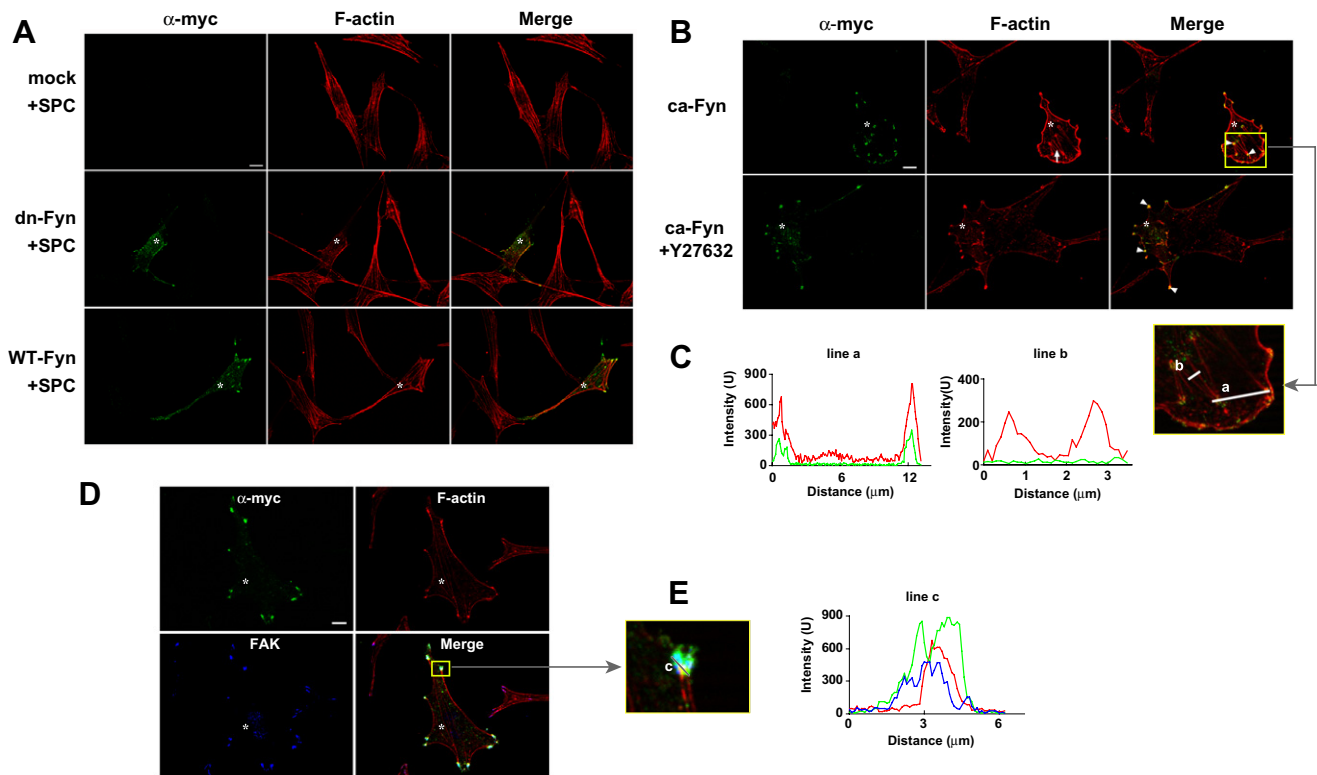 A
α-myc F-actin Merge
mock
+SPC
dn-Fyn
+SPC
*
*
*
WT-Fyn
+SPC
*
*
*
B
α-myc F-actin Merge
ca-Fyn
*
*
*
ca-Fyn
+Y27632
*
*
*
b
a
C
line a
Intensity (U)
900
600
300
0
0 6 12
Distance (μm)
line b
Intensity(U)
400
200
0
0 1 2 3
Distance (μm)
D
α-myc F-actin
*
*
FAK Merge
*
*
E
c
line c
Intensity (U)
900
600
300
0
0 3 6
Distance (μm)